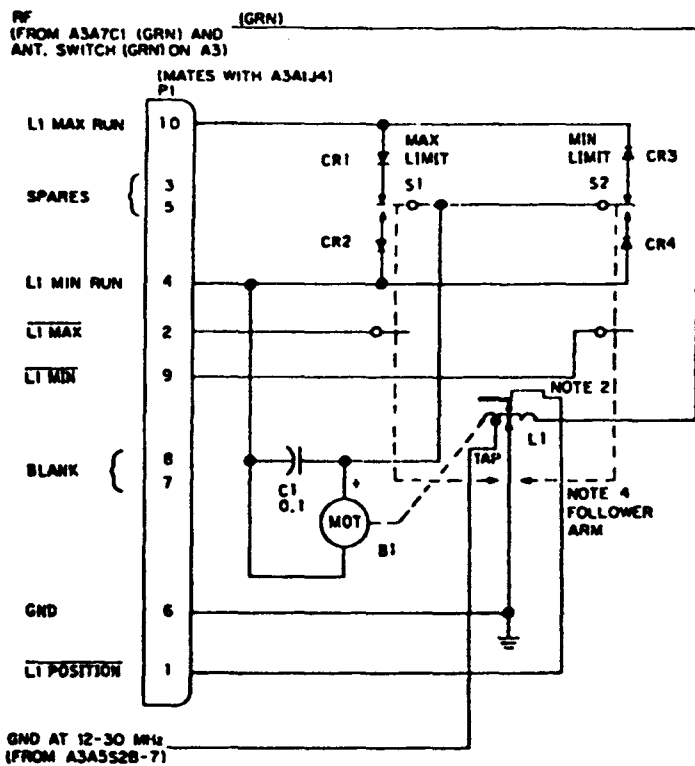 RF (GRN)
(FROM A3A7C1 (GRN) AND
ANT. SWITCH (GRN) ON A3)
(MATES WITH A3A1J4)
P1
L1 MAX RUN 10
CR1 MAX LIMIT S1
MIN LIMIT S2 CR3
SPARES 3 5
CR2 CR4
L1 MIN RUN 4
L1 MAX 2
L1 MIN 9
NOTE 2
L1
TAP
BLANK 8 7
C1
0.1
+
MOT
B1
NOTE 4
FOLLOWER
ARM
GND 6
L1 POSITION 1
GND AT 12-30 MHz
(FROM A3A5S2B-7)